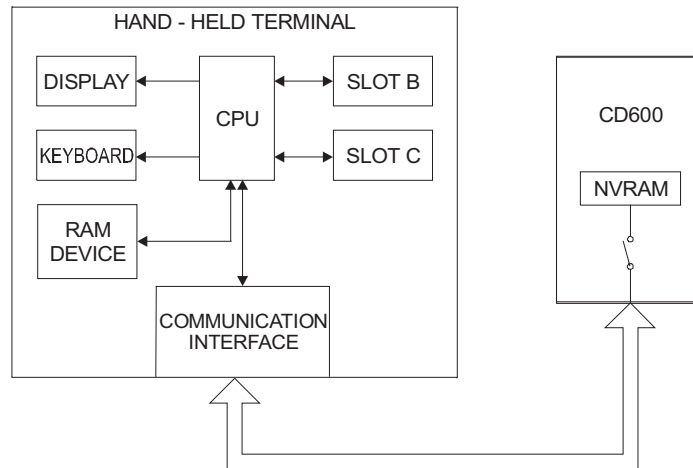 HAND - HELD TERMINAL
DISPLAY
CPU
SLOT B
KEYBOARD
SLOT C
RAM
DEVICE
COMMUNICATION
INTERFACE
CD600
NVRAM